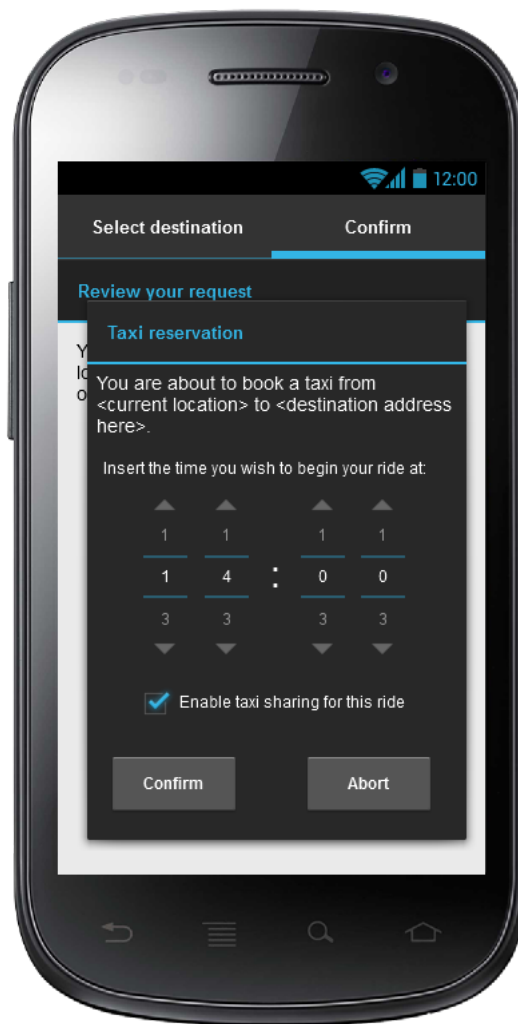 12:00
Select destination Confirm
Review your request
Taxi reservation
Y
lo
o
You are about to book a taxi from
<current location> to <destination address
here>.
Insert the time you wish to begin your ride at:
1 1 1 1
1 4 : 0 0
3 3 3 3
Enable taxi sharing for this ride
Confirm Abort